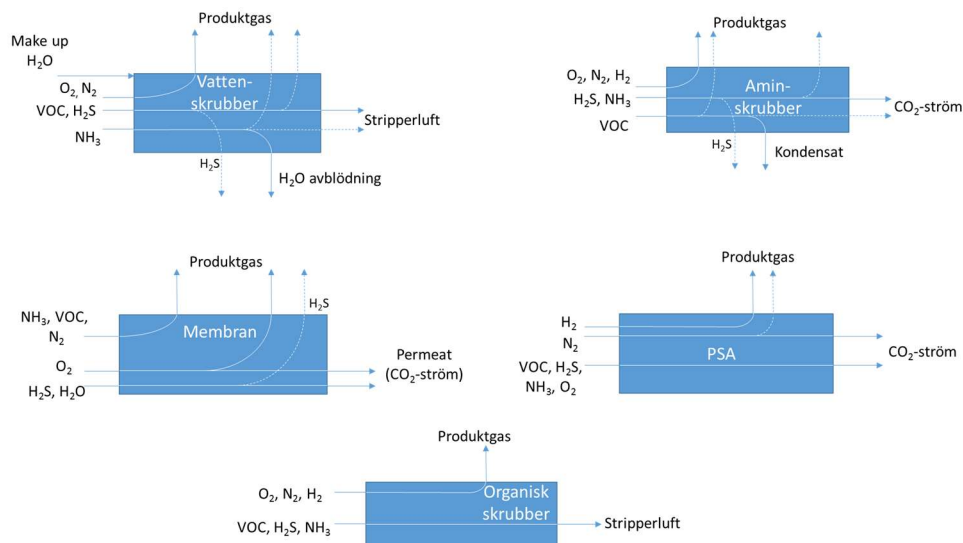 Produktgas
Make up
H₂O
O₂, N₂
VOC, H₂S
NH₃
Vatten-
skrubber
Stripperluft
H₂S
H₂O avblödning
Produktgas
O₂, N₂, H₂
H₂S, NH₃
VOC
Amin-
skrubber
CO₂-ström
H₂S
Kondensat
Produktgas
H₂S
NH₃, VOC,
N₂
Membran
O₂
H₂S, H₂O
Permeat
(CO₂-ström)
Produktgas
H₂
N₂
VOC, H₂S,
NH₃, O₂
PSA
CO₂-ström
Produktgas
O₂, N₂, H₂
VOC, H₂S, NH₃
Organisk
skrubber
Stripperluft